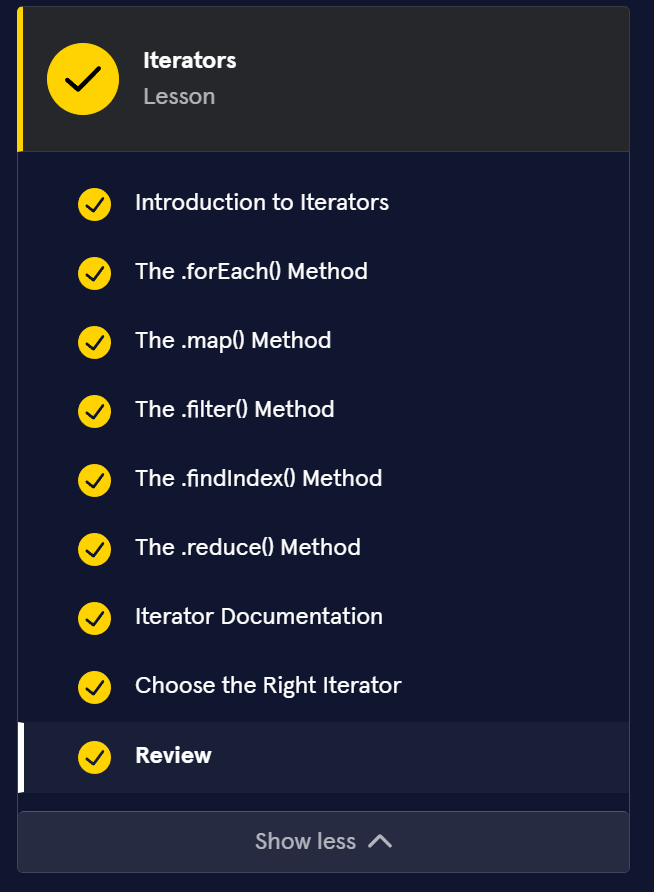 Iterators
Lesson
Introduction to Iterators
The .forEach() Method
The .map() Method
The .filter() Method
The .findIndex() Method
The .reduce() Method
Iterator Documentation
Choose the Right Iterator
Review
Show less